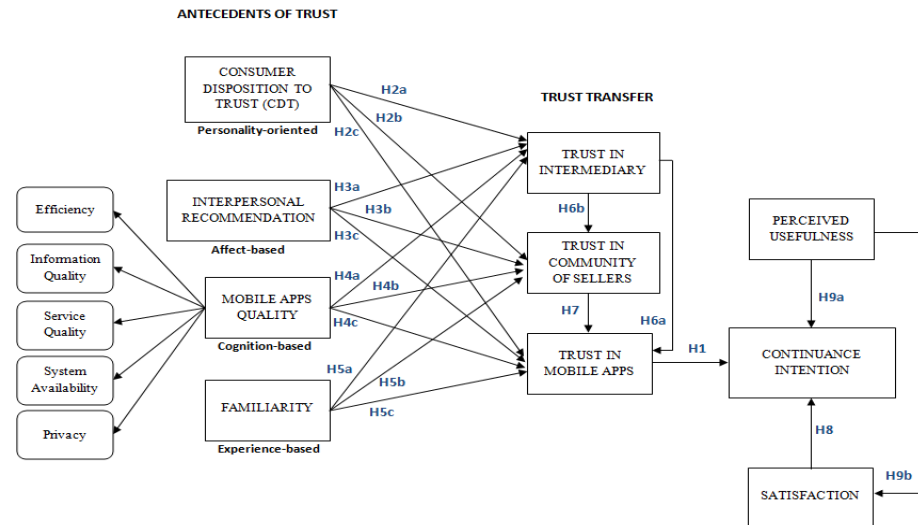 ANTECEDENTS OF TRUST
CONSUMER
DISPOSITION TO
TRUST (CDT)
Personality-oriented
H2a
H2b
H2c
TRUST TRANSFER
INTERPERSONAL
RECOMMENDATION
Affect-based
H3a
H3b
H3c
TRUST IN
INTERMEDIARY
H6b
Efficiency
Information
Quality
Service
Quality
System
Availability
Privacy
MOBILE APPS
QUALITY
Cognition-based
H4a
H4b
H4c
TRUST IN
COMMUNITY
OF SELLERS
H7
H6a
FAMILIARITY
Experience-based
H5a
H5b
H5c
TRUST IN
MOBILE APPS
H1
PERCEIVED
USEFULNESS
H9a
CONTINUANCE
INTENTION
H8
H9b
SATISFACTION